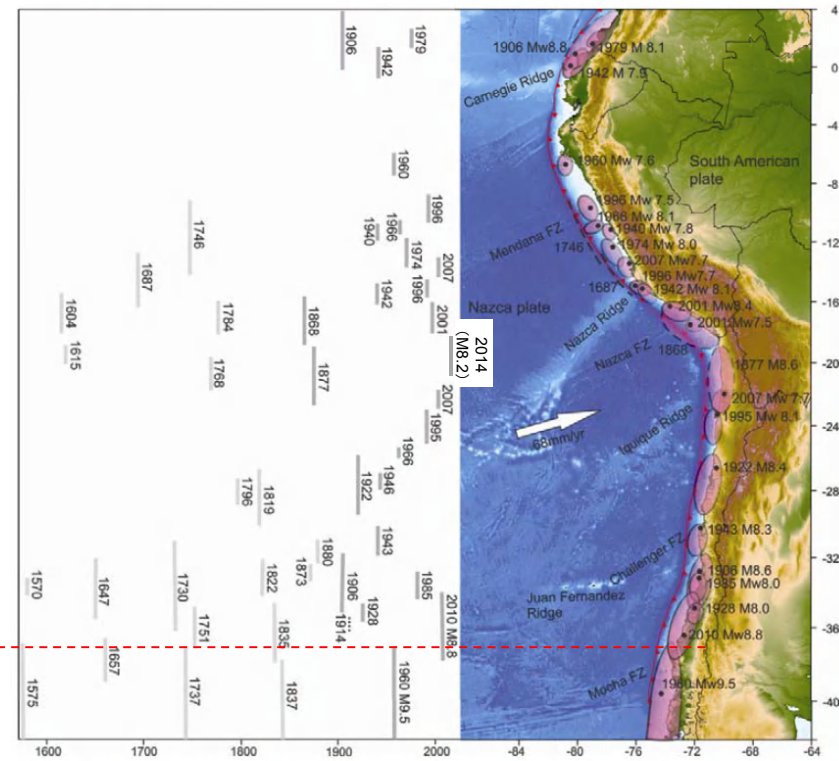 1906
1942
1979
1960
1996
1966
1940
1974
2007
1996
1942
2001
1746
1687
1604
1615
1784
1768
1868
1877
2014
(M8.2)
2007
1995
1966
1946
1922
1819
1796
1943
1880
1873
1906
1914
1928
1985
2010 M8.8
1822
1835
1837
1730
1751
1737
1647
1657
1570
1575
1960 M9.5
1600
1700
1800
1900
2000
1906 Mw8.8
1979 M 8.1
1942 M 7.9
Carnegie Ridge
1960 Mw 7.6
South American
plate
1996 Mw 7.5
1966 Mw 8.1
1940 Mw 7.8
Mendana FZ
1974 Mw 8.0
1746
2007 Mw7.7
1996 Mw7.7
1687
1942 Mw 8.1
Nazca plate
Nazca Ridge
2001 Mw8.4
2001 Mw7.5
Nazca FZ
1868
1877 M8.6
2007 Mw 7.7
1995 Mw 8.1
68mm/yr
Iquique Ridge
1922 M8.4
1943 M8.3
Challenger FZ
1906 M8.6
1985 Mw8.0
Juan Fernandez
Ridge
1928 M8.0
2010 Mw8.8
Mocha FZ
1960 Mw9.5
4
0
-4
-8
-12
-16
-20
-24
-28
-32
-36
-40
-84
-80
-76
-72
-68
-64